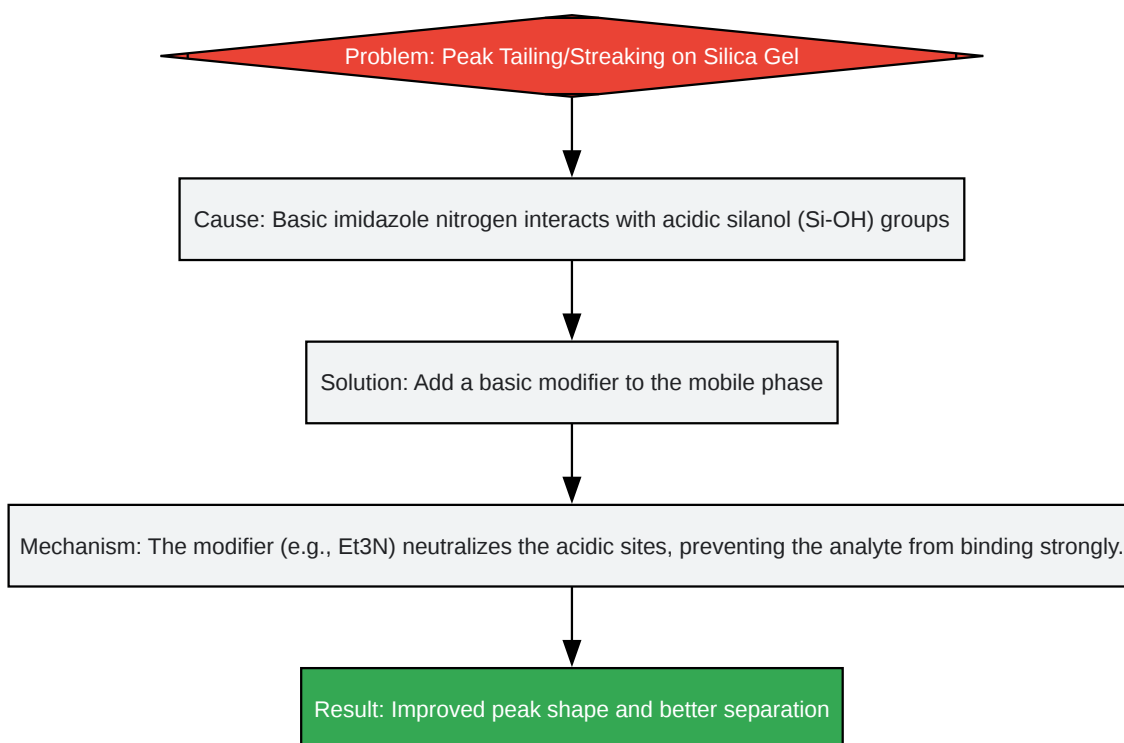 Problem: Peak Tailing/Streaking on Silica Gel
Cause: Basic imidazole nitrogen interacts with acidic silanol (Si-OH) groups
Solution: Add a basic modifier to the mobile phase
Mechanism: The modifier (e.g., Et3N) neutralizes the acidic sites, preventing the analyte from binding strongly.
Result: Improved peak shape and better separation